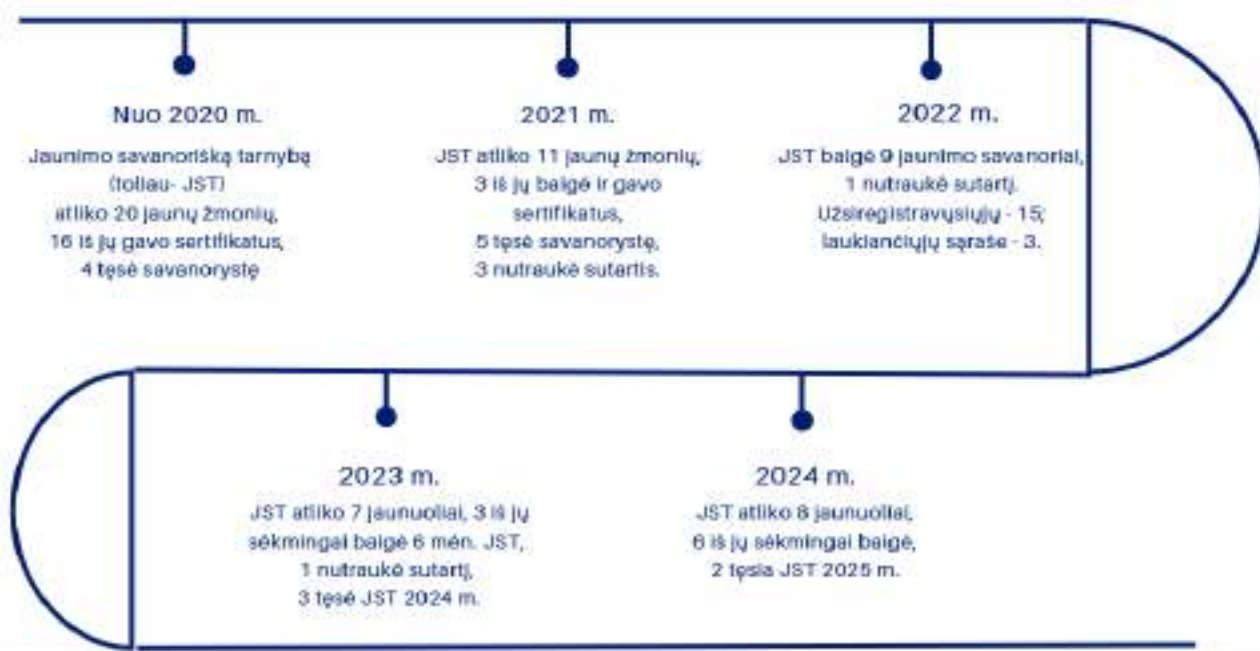 Nuo 2020 m.
Jaunimo savanorišką tarnybą
(toliau- JST)
atliko 20 jaunų žmonių,
16 iš jų gavo sertifikatus,
4 tęsė savanorystę
2021 m.
JST atliko 11 jaunų žmonių,
3 iš jų baigė ir gavo
sertifikatus,
5 tęsė savanorystę,
3 nutraukė sutartis.
2022 m.
JST baigė 9 jaunimo savanoriai,
1 nutraukė sutartį.
Užsiregistravusiųjų - 15;
laukiančiųjų sąraše - 3.
2023 m.
JST atliko 7 jaunuoliai, 3 iš jų
sėkmingai baigė 6 mėn. JST,
1 nutraukė sutartį,
3 tęsė JST 2024 m.
2024 m.
JST atliko 8 jaunuoliai,
6 iš jų sėkmingai baigė,
2 tęsia JST 2025 m.